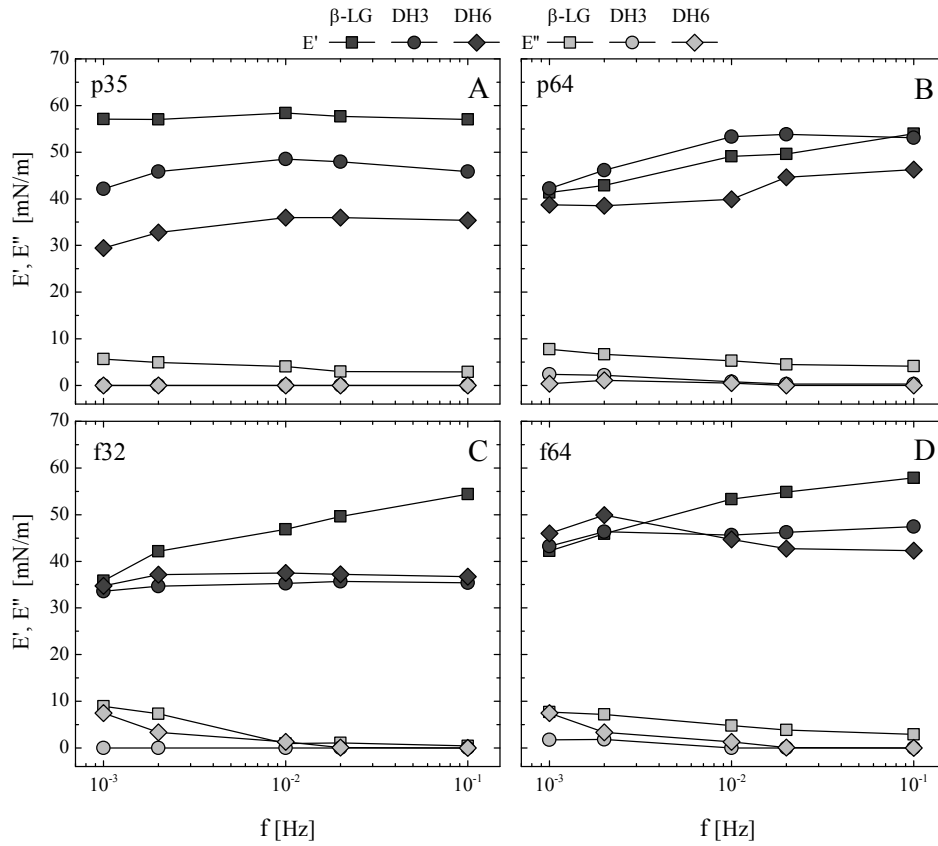 β-LG DH3 DH6 β-LG DH3 DH6
E' E''
70
60
50
40
30
20
10
0
p35 A
p64 B
E', E'' [mN/m]
70
60
50
40
30
20
10
0
f32 C
f64 D
E', E'' [mN/m]
10⁻³ 10⁻² 10⁻¹ 10⁻³ 10⁻² 10⁻¹
f [Hz] f [Hz]